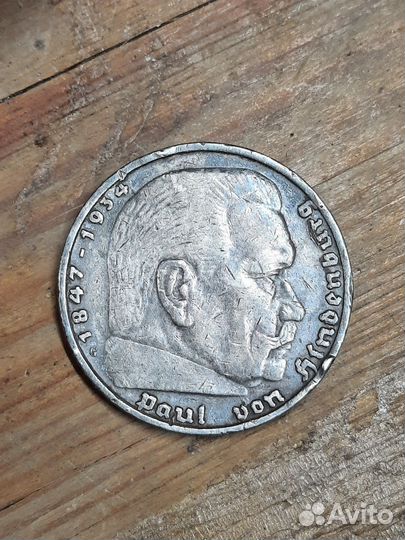 ·1847-1934
Paul von Hindenburg
Avito